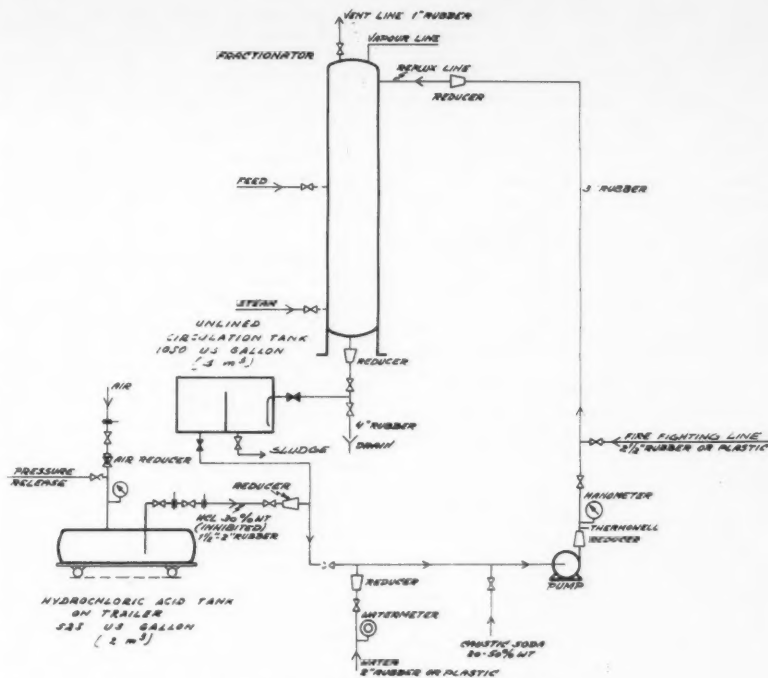 VENT LINE 1" RUBBER
VAPOUR LINE
FRACTIONATOR
REFLUX LINE
REDUCER
FEED
3" RUBBER
STEAM
UNLINED
CIRCULATION TANK
1050 US GALLON
m³)
REDUCER
4" RUBBER
DRAIN
AIR
SLUDGE
FIRE FIGHTING LINE
2½" RUBBER OR PLASTIC
AIR REDUCER
PRESSURE
RELEASE
REDUCER
MANOMETER
HCL 30 % WT
(INHIBITED)
1½"-2" RUBBER
THERMOWELL
REDUCER
REDUCER
PUMP
HYDROCHLORIC ACID TANK
ON TRAILER
525 US GALLON
(2 m³)
WATERMETER
CAUSTIC SODA
20-50% WT
WATER
2" RUBBER OR PLASTIC